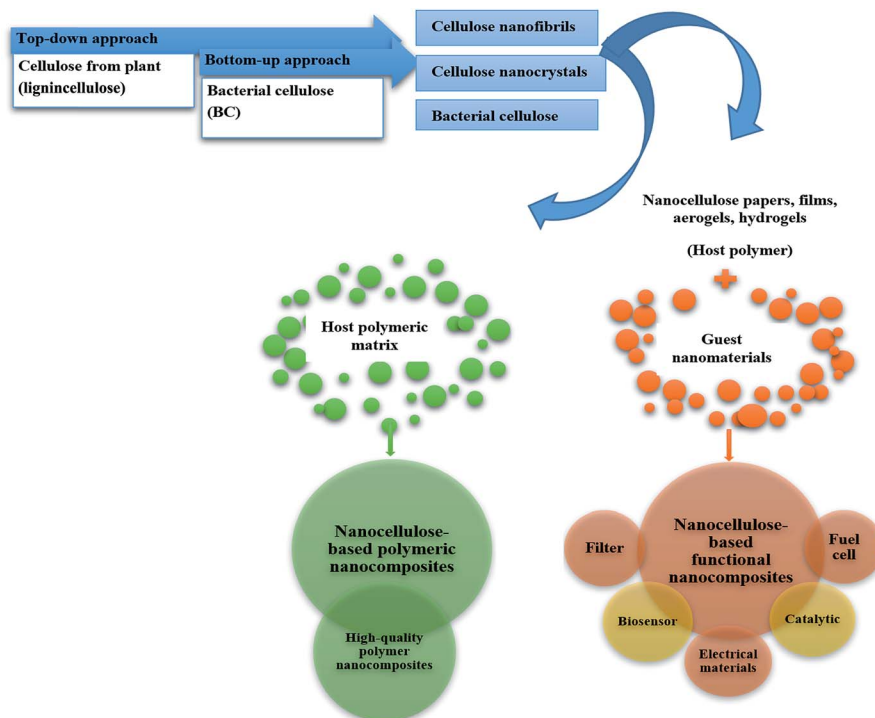 Top-down approach
Cellulose from plant
(lignincellulose)
Bottom-up approach
Bacterial cellulose
(BC)
Cellulose nanofibrils
Cellulose nanocrystals
Bacterial cellulose
Nanocellulose papers, films,
aerogels, hydrogels
(Host polymer)
Host polymeric
matrix
Guest
nanomaterials
Nanocellulose-
based polymeric
nanocomposites
High-quality
polymer
nanocomposites
Nanocellulose-
based
functional
nanocomposites
Filter
Fuel
cell
Biosensor
Catalytic
Electrical
materials